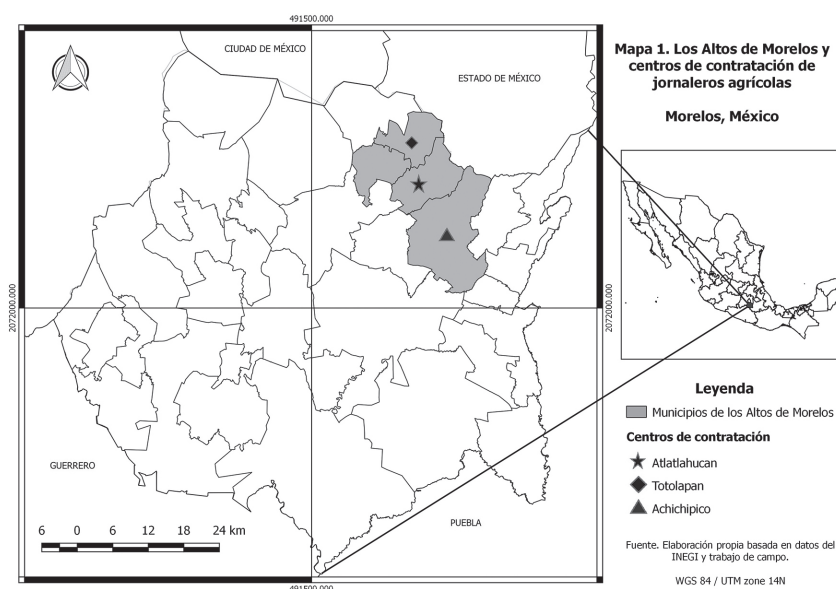 491500.000
CIUDAD DE MÉXICO
ESTADO DE MÉXICO
2072000.000
2072000.000
GUERRERO
PUEBLA
6 0 6 12 18 24 km
491500.000
Mapa 1. Los Altos de Morelos y
centros de contratación de
jornaleros agrícolas
Morelos, México
Leyenda
Municipios de los Altos de Morelos
Centros de contratación
Atlatlahucan
Totolapan
Achichipico
Fuente. Elaboración propia basada en datos del
INEGI y trabajo de campo.
WGS 84 / UTM zone 14N